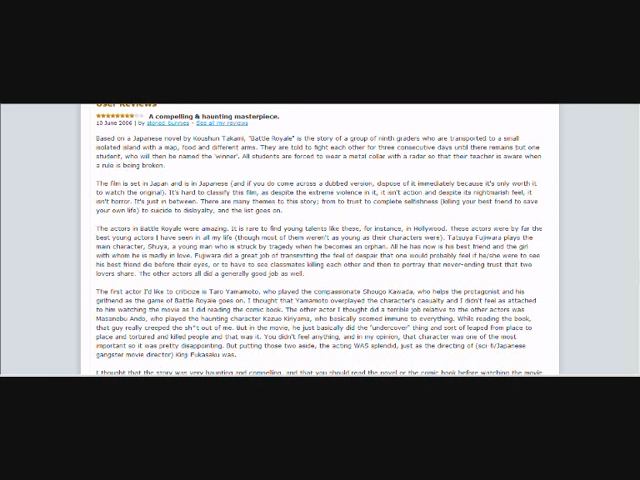 User Reviews
A compelling & haunting masterpiece.
10 June 2006 | by stoned_bunnies – See all my reviews
Based on a Japanese novel by Koushun Takami, "Battle Royale" is the story of a group of ninth graders who are transported to a small
isolated island with a map, food and different arms. They are told to fight each other for three consecutive days until there remains but one
student, who will then be named the 'winner'. All students are forced to wear a metal collar with a radar so that their teacher is aware when
a rule is being broken.
The film is set in Japan and is in Japanese (and if you do come across a dubbed version, dispose of it immediately because it's only worth it
to watch the original). It's hard to classify this film, as despite the extreme violence in it, it isn't action and despite its nightmarish feel, it
isn't horror. It's just in between. There are many themes to this story; from to trust to complete selfishness (killing your best friend to save
your own life) to suicide to disloyalty, and the list goes on.
The actors in Battle Royale were amazing. It is rare to find young talents like these, for instance, in Hollywood. These actors were by far the
best young actors I have seen in all my life (though most of them weren't as young as their characters were). Tatsuya Fujiwara plays the
main character, Shuya, a young man who is struck by tragedy when he becomes an orphan. All he has now is his best friend and the girl
with whom he is madly in love. Fujiwara did a great job of transmitting the feel of despair that one would probably feel if he/she were to see
his best friend die before their eyes, or to have to see classmates killing each other and then to portray that never-ending trust that two
lovers share. The other actors all did a generally good job as well.
The first actor I'd like to criticize is Taro Yamamoto, who played the compassionate Shougo Kawada, who helps the protagonist and his
girlfriend as the game of Battle Royale goes on. I thought that Yamamoto overplayed the character's casualty and I didn't feel as attached
to him watching the movie as I did reading the comic book. The other actor I thought did a terrible job relative to the other actors was
Masanobu Ando, who played the haunting character Kazuo Kiriyama, who basically seemed immune to everything. While reading the book,
that guy really creeped the sh*t out of me. But in the movie, he just basically did the "undercover" thing and sort of leaped from place to
place and tortured and killed people and that was it. You didn't feel anything, and in my opinion, that character was one of the most
important so it was pretty disappointing. But putting those two aside, the acting WAS splendid, just as the directing of (sci-fi/Japanese
gangster movie director) Kinji Fukasaku was.
I thought that the story was very haunting and compelling, and that you should read the novel or the comic book before watching the movie